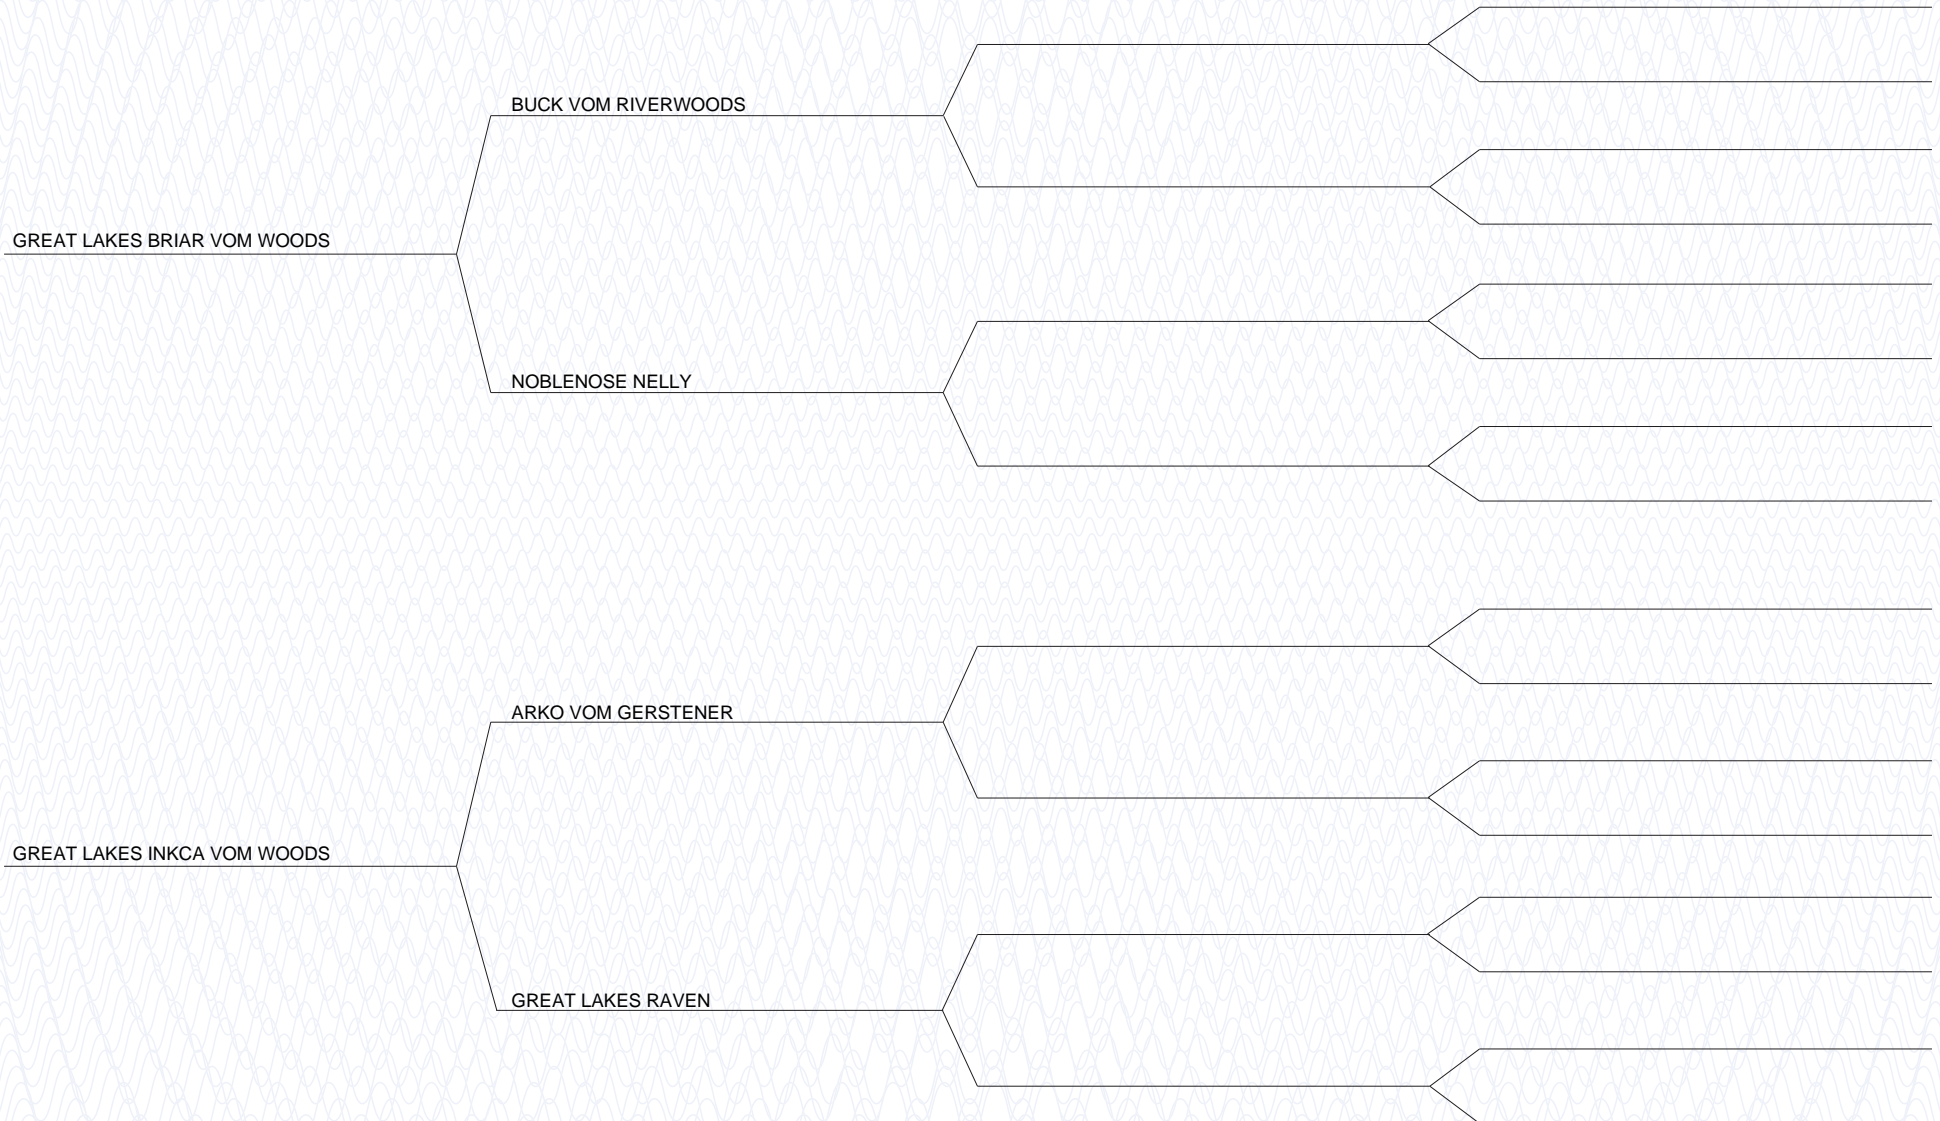 BUCK VOM RIVERWOODS
GREAT LAKES BRIAR VOM WOODS
NOBLENOSE NELLY
ARKO VOM GERSTENER
GREAT LAKES INKCA VOM WOODS
GREAT LAKES RAVEN